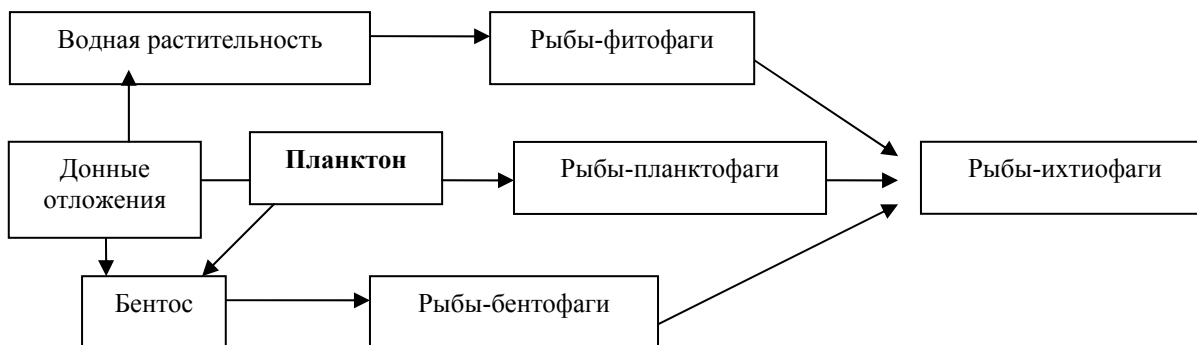 Водная растительность
Рыбы-фитофаги
Донные
отложения
Планктон
Рыбы-планктофаги
Рыбы-ихтиофаги
Бентос
Рыбы-бентофаги